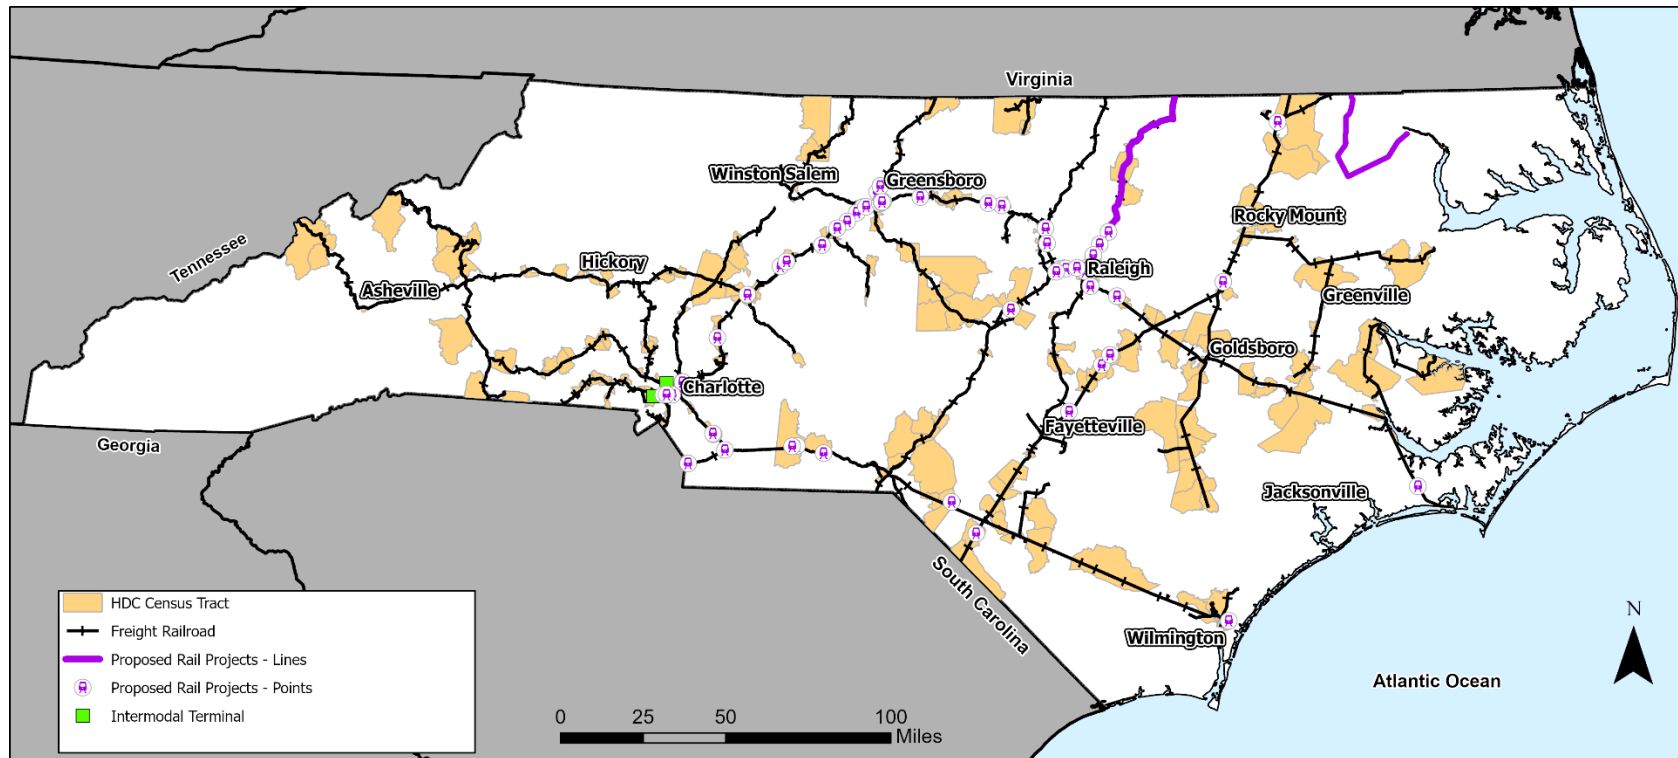 Virginia
Winston Salem
Greensboro
Rocky Mount
Tennessee
Hickory
Raleigh
Asheville
Greenville
Goldsboro
Charlotte
Fayetteville
Georgia
Jacksonville
South Carolina
Wilmington
Atlantic Ocean
N
HDC Census Tract
Freight Railroad
Proposed Rail Projects - Lines
Proposed Rail Projects - Points
Intermodal Terminal
0 25 50 100
Miles